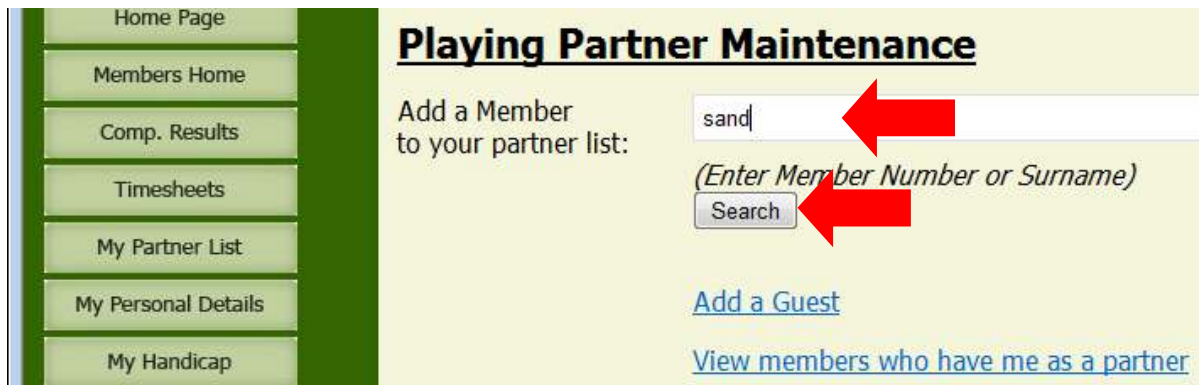 Home Page
Members Home
Comp. Results
Timesheets
My Partner List
My Personal Details
My Handicap
Playing Partner Maintenance
Add a Member
to your partner list:
sand
(Enter Member Number or Surname)
Search
Add a Guest
View members who have me as a partner